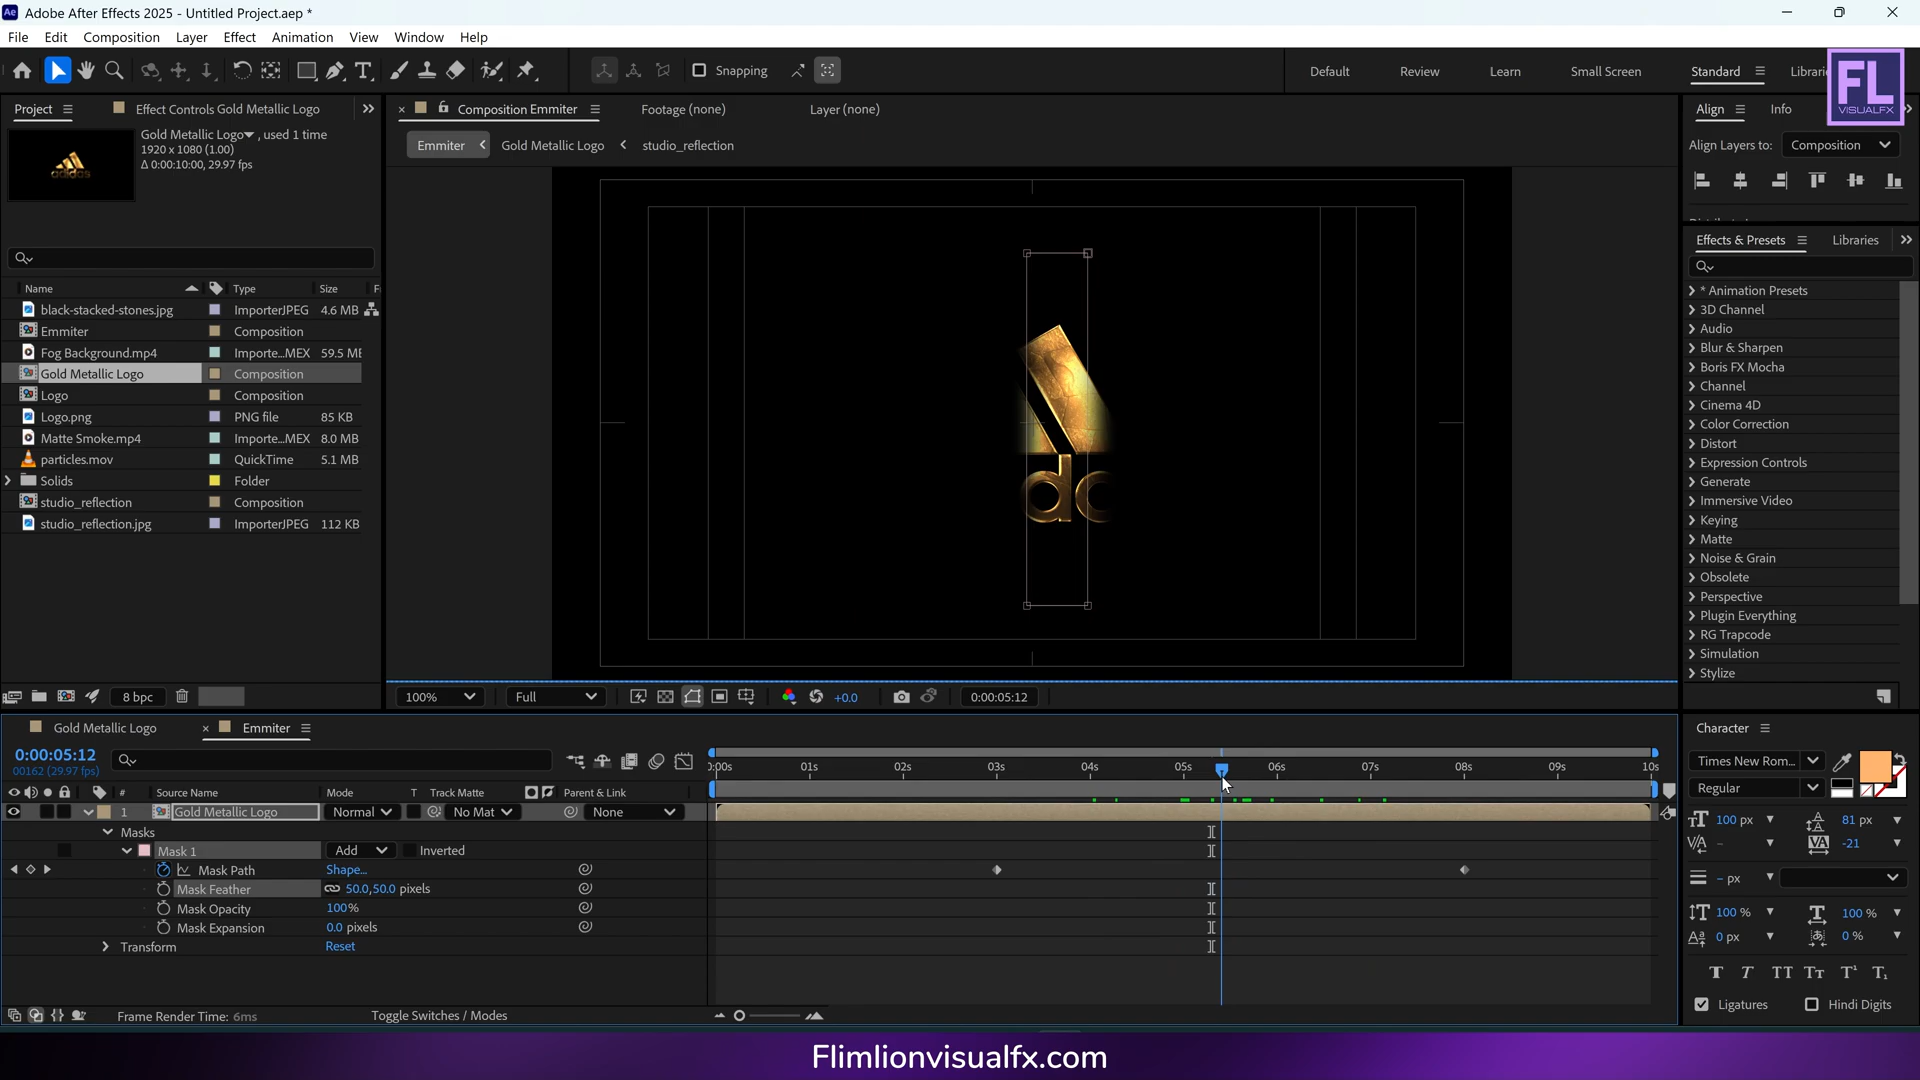 Adobe After Effects 2025 - Untitled Project.aep *
File Edit Composition Layer Effect Animation View Window Help
Snapping Default Review Learn Small Screen Standard
FL
VISUALFX
Project Effect Controls Gold Metallic Logo
Composition Emmiter Footage (none) Layer (none)
Align Info
Gold Metallic Logo , used 1 time
1920 x 1080 (1.00)
Δ 0:00:10:00, 29.97 fps
Emmiter Gold Metallic Logo studio_reflection
Align Layers to: Composition
adidas
Effects & Presets Libraries
Name Type Size F
black-stacked-stones.jpg ImporterJPEG 4.6 MB
Emmiter Composition
Fog Background.mp4 Importe...MEX 59.5 ME
Gold Metallic Logo Composition
Logo Composition
Logo.png PNG file 85 KB
Matte Smoke.mp4 Importe...MEX 8.0 MB
particles.mov QuickTime 5.1 MB
Solids Folder
studio_reflection Composition
studio_reflection.jpg ImporterJPEG 112 KB
* Animation Presets
3D Channel
Audio
Blur & Sharpen
Boris FX Mocha
Channel
Cinema 4D
Color Correction
Distort
Expression Controls
Generate
Immersive Video
Keying
Matte
Noise & Grain
Obsolete
Perspective
Plugin Everything
RG Trapcode
Simulation
Stylize
8 bpc
100% Full +0.0 0:00:05:12
Gold Metallic Logo Emmiter
0:00:05:12
00162 (29.97 fps)
0:00s 01s 02s 03s 04s 05s 06s 07s 08s 09s 10s
# Source Name Mode T Track Matte Parent & Link
1 Gold Metallic Logo Normal No Mat None
Masks
Mask 1 Add Inverted
Mask Path Shape...
Mask Feather 50.0,50.0 pixels
Mask Opacity 100%
Mask Expansion 0.0 pixels
Transform Reset
Frame Render Time: 6ms Toggle Switches / Modes
Character
Times New Rom...
Regular
100 px 81 px
-21
- px
100 % 100 %
0 px 0 %
T T TT Tт T¹ T₁
Ligatures Hindi Digits
Flimlionvisualfx.com